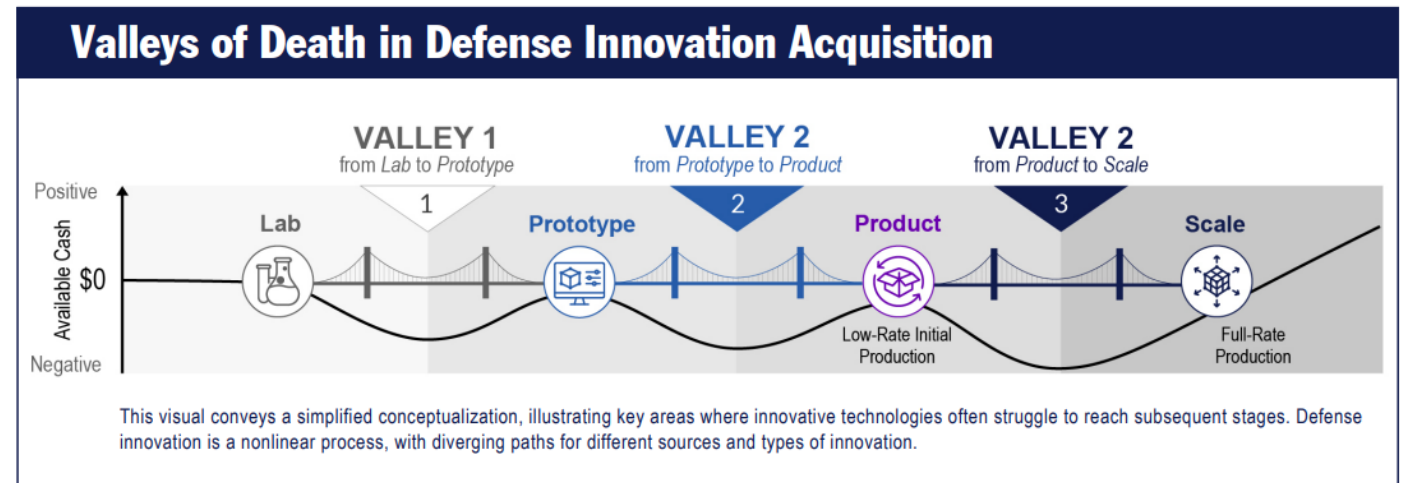 Valleys of Death in Defense Innovation Acquisition
VALLEY 1
from Lab to Prototype
VALLEY 2
from Prototype to Product
VALLEY 2
from Product to Scale
Positive
Available Cash
$0
Negative
1
2
3
Lab
Prototype
Product
Scale
Low-Rate Initial
Production
Full-Rate
Production
This visual conveys a simplified conceptualization, illustrating key areas where innovative technologies often struggle to reach subsequent stages. Defense
innovation is a nonlinear process, with diverging paths for different sources and types of innovation.